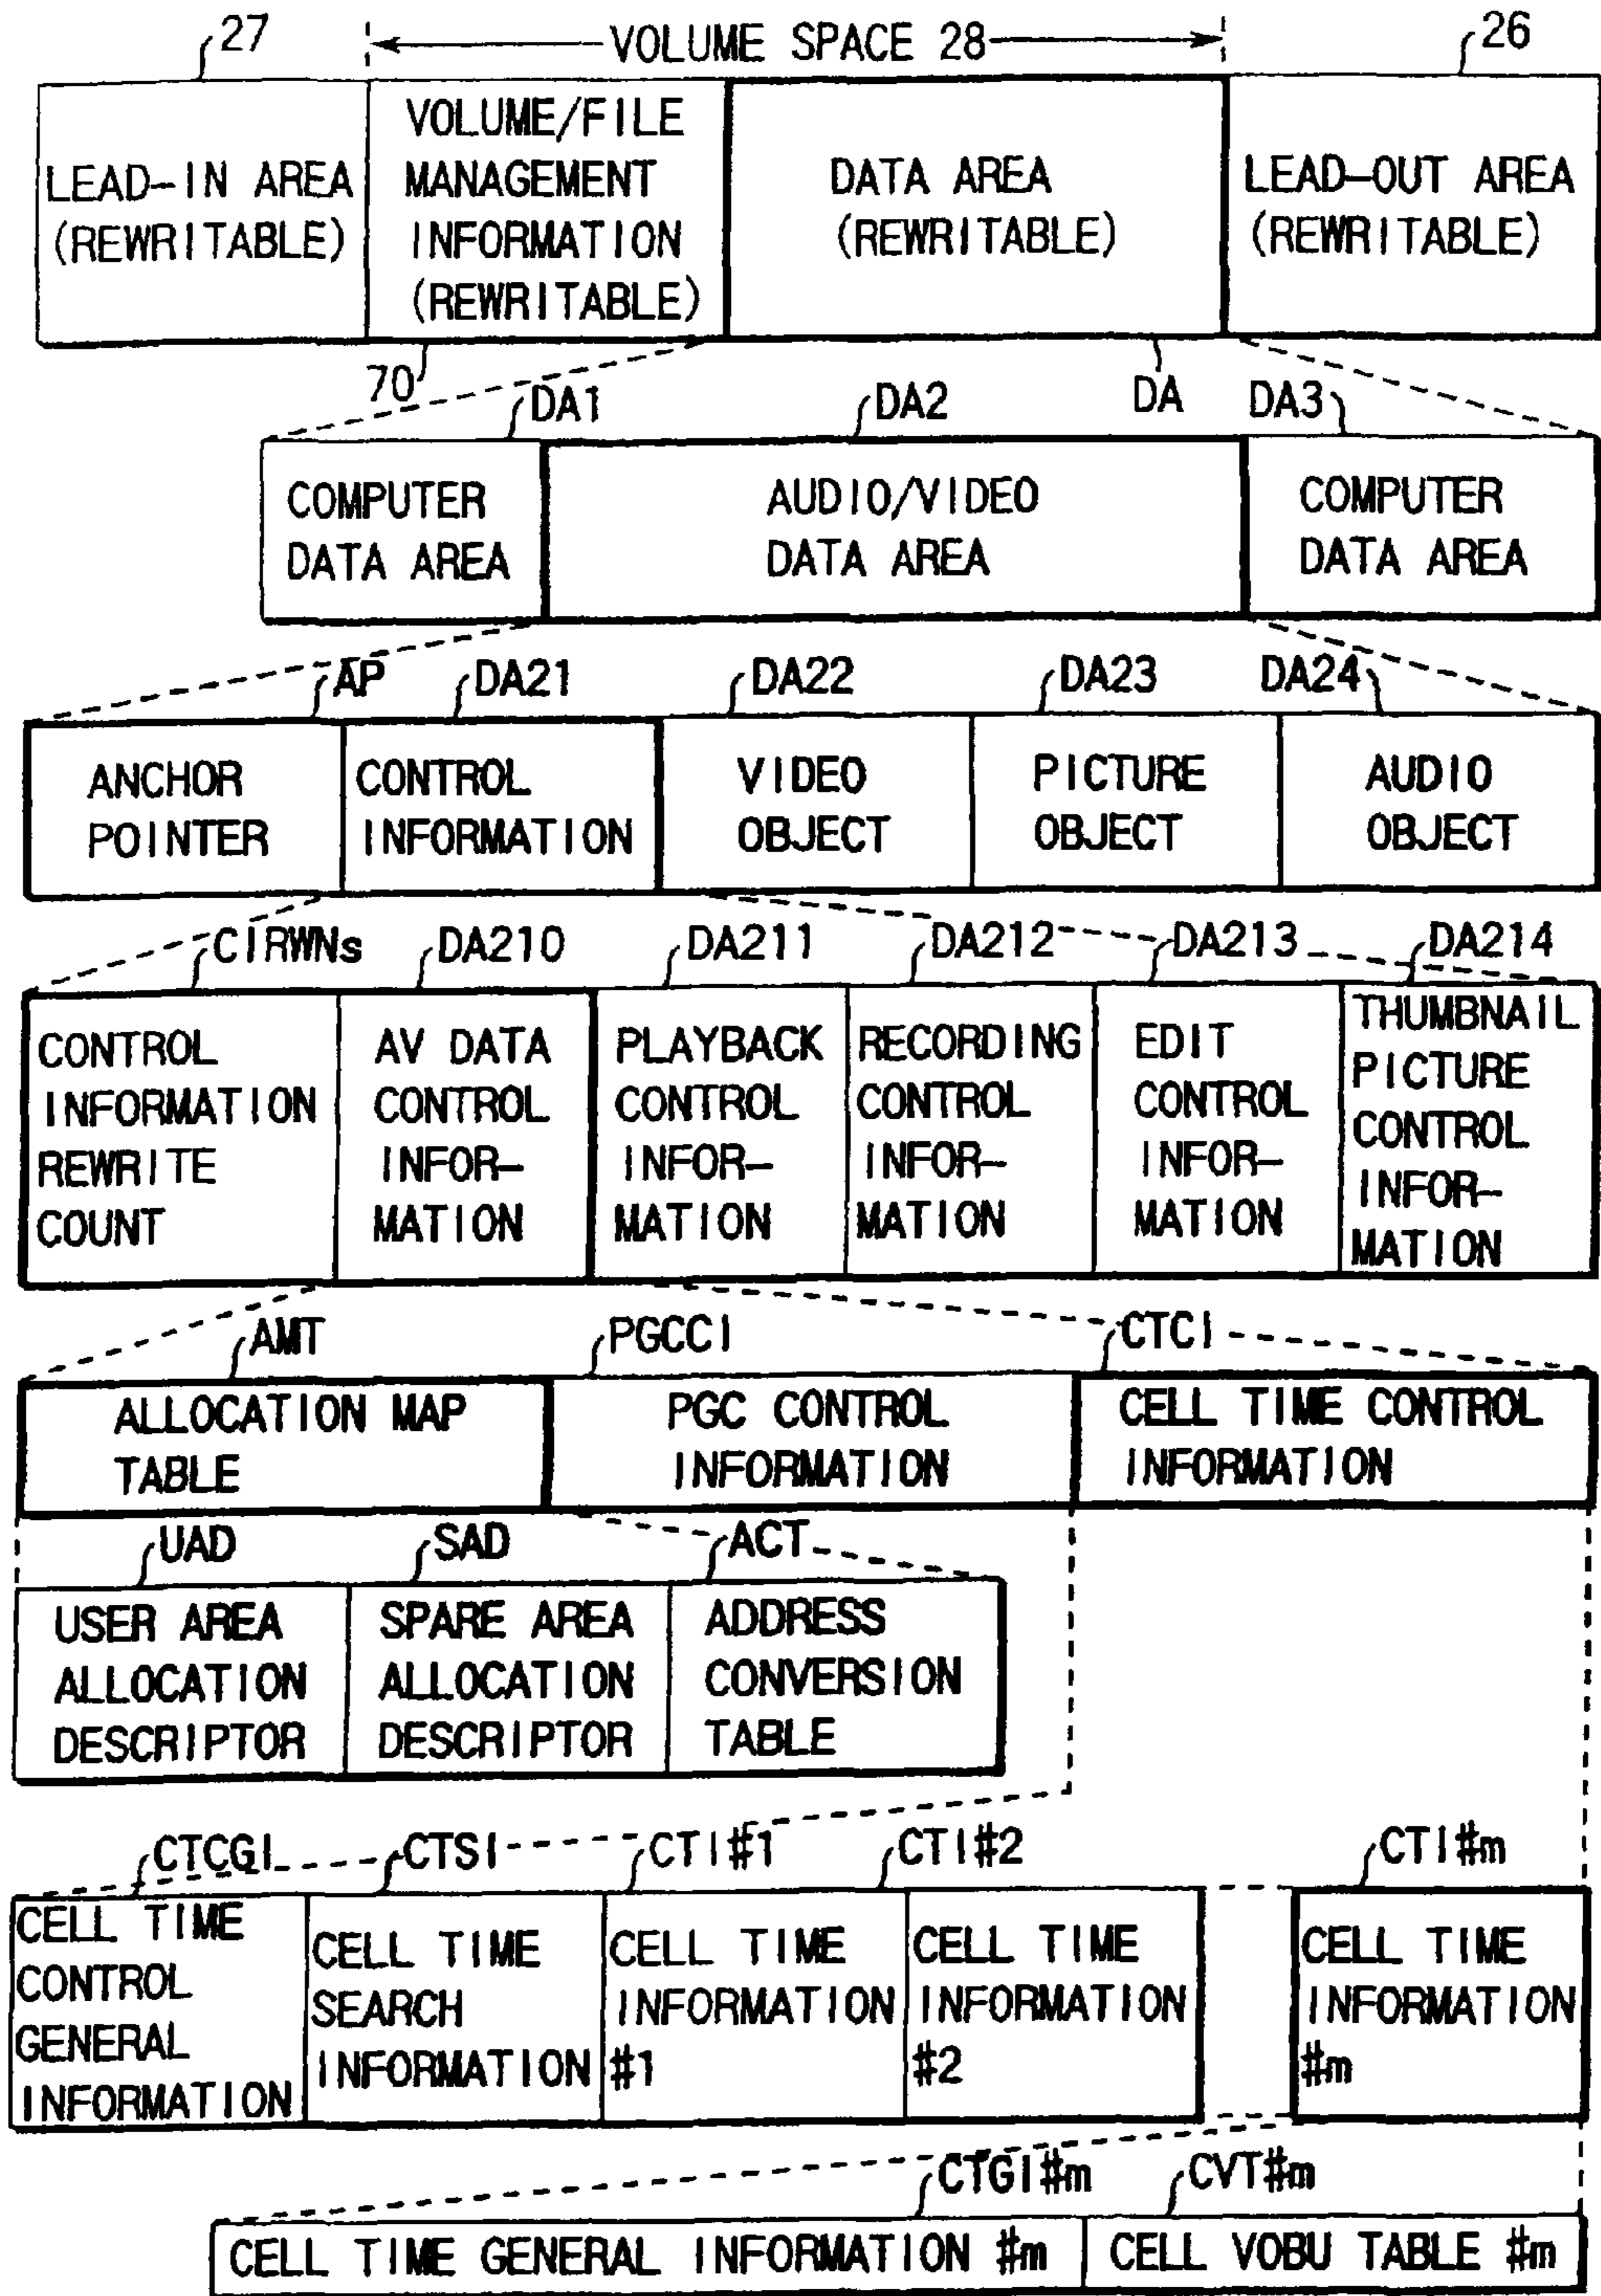 27
VOLUME SPACE 28
26
LEAD-IN AREA
(REWRITABLE)
VOLUME/FILE
MANAGEMENT
INFORMATION
(REWRITABLE)
DATA AREA
(REWRITABLE)
LEAD-OUT AREA
(REWRITABLE)
70
DA1
DA2
DA
DA3
COMPUTER
DATA AREA
AUDIO/VIDEO
DATA AREA
COMPUTER
DATA AREA
AP
DA21
DA22
DA23
DA24
ANCHOR
POINTER
CONTROL
INFORMATION
VIDEO
OBJECT
PICTURE
OBJECT
AUDIO
OBJECT
CIRWNs
DA210
DA211
DA212
DA213
DA214
CONTROL
INFORMATION
REWRITE
COUNT
AV DATA
CONTROL
INFOR-
MATION
PLAYBACK
CONTROL
INFOR-
MATION
RECORDING
CONTROL
INFOR-
MATION
EDIT
CONTROL
INFOR-
MATION
THUMBNAIL
PICTURE
CONTROL
INFOR-
MATION
AMT
PGCCI
CTCI
ALLOCATION MAP
TABLE
PGC CONTROL
INFORMATION
CELL TIME CONTROL
INFORMATION
UAD
SAD
ACT
USER AREA
ALLOCATION
DESCRIPTOR
SPARE AREA
ALLOCATION
DESCRIPTOR
ADDRESS
CONVERSION
TABLE
CTCGI
CTSI
CTI#1
CTI#2
CTI#m
CELL TIME
CONTROL
GENERAL
INFORMATION
CELL TIME
SEARCH
INFORMATION
CELL TIME
INFORMATION
#1
CELL TIME
INFORMATION
#2
CELL TIME
INFORMATION
#m
CTGI#m
CVT#m
CELL TIME GENERAL INFORMATION #m
CELL VOBU TABLE #m